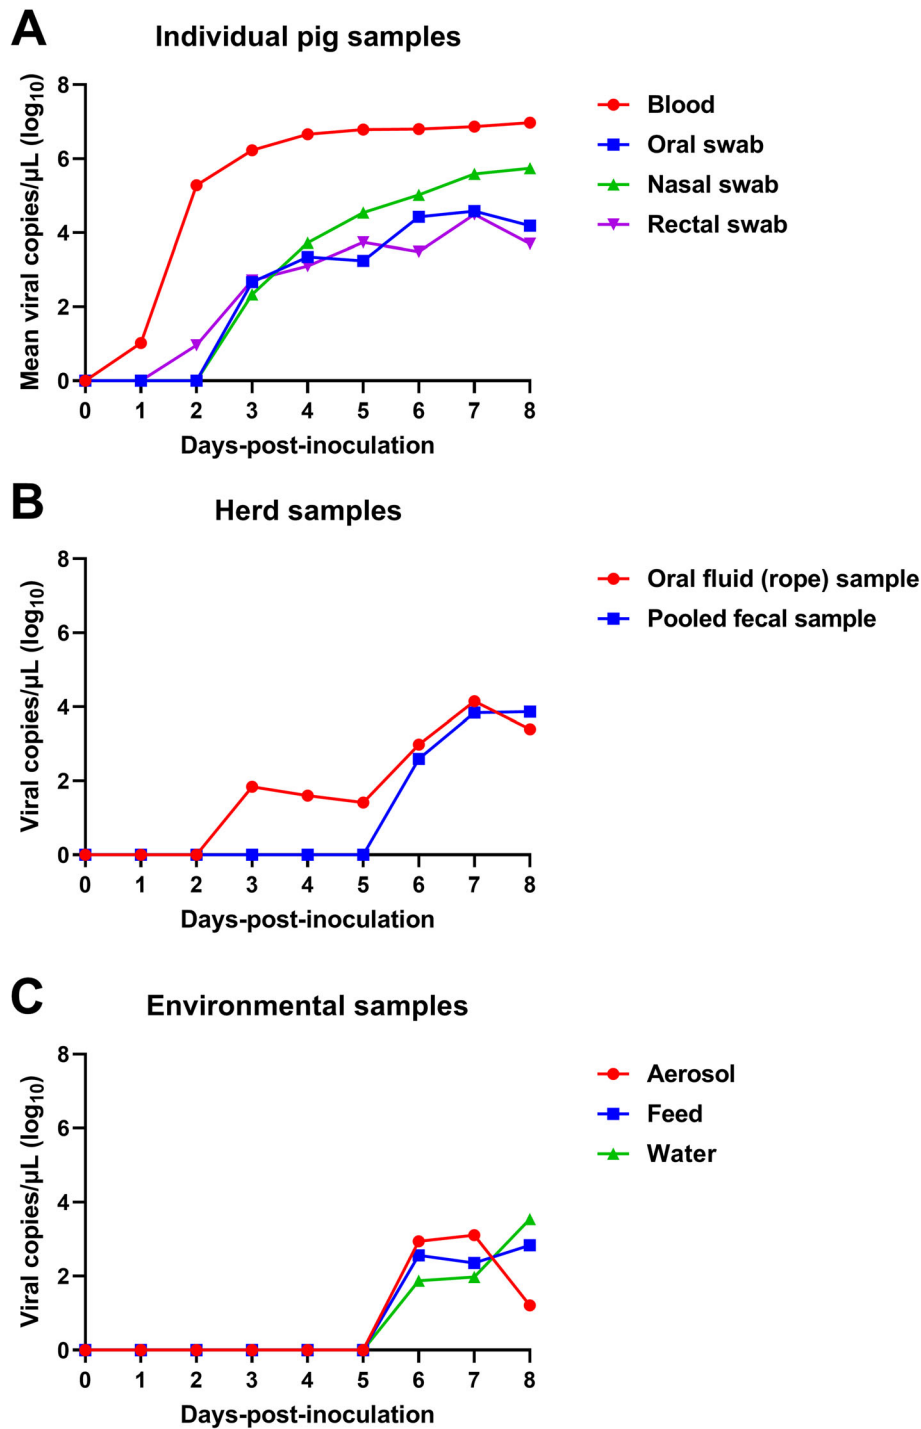 A
Individual pig samples
Mean viral copies/µL (log10)
8
6
4
2
0
0 1 2 3 4 5 6 7 8
Days-post-inoculation
Blood
Oral swab
Nasal swab
Rectal swab
B
Herd samples
Viral copies/µL (log10)
8
6
4
2
0
0 1 2 3 4 5 6 7 8
Days-post-inoculation
Oral fluid (rope) sample
Pooled fecal sample
C
Environmental samples
Viral copies/µL (log10)
8
6
4
2
0
0 1 2 3 4 5 6 7 8
Days-post-inoculation
Aerosol
Feed
Water